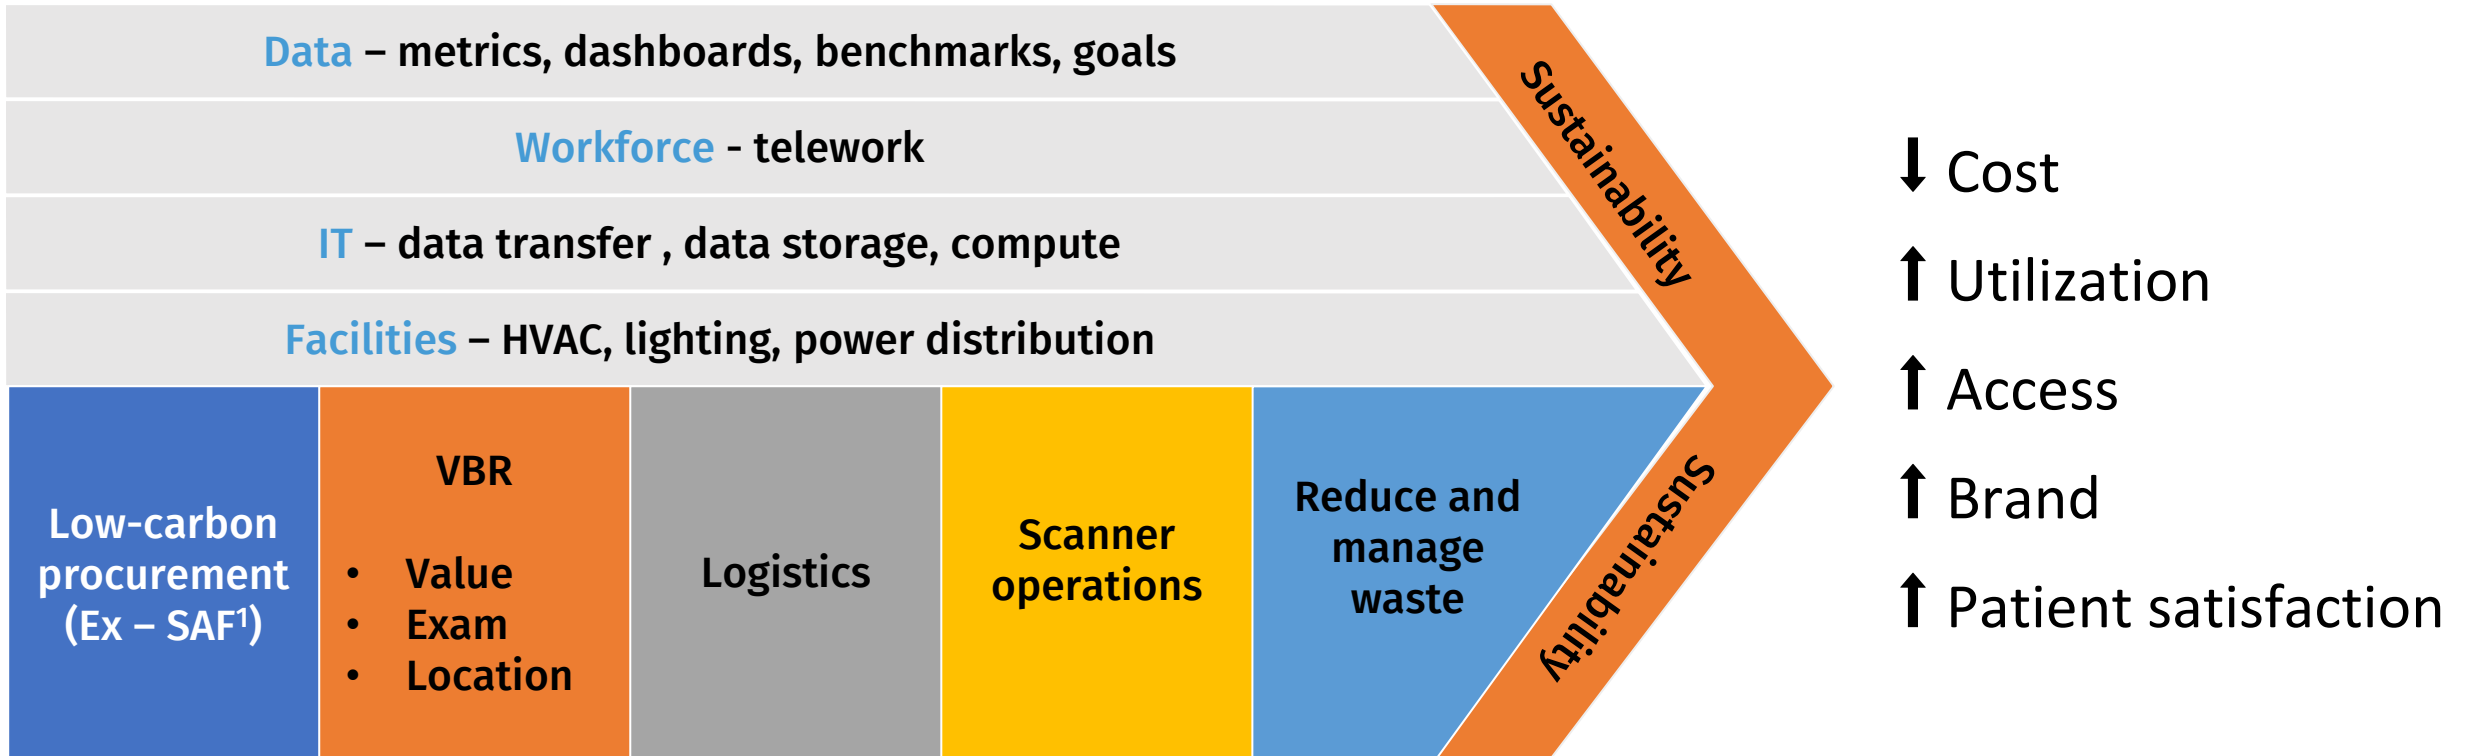 Data – metrics, dashboards, benchmarks, goals
Workforce - telework
IT – data transfer , data storage, compute
Facilities – HVAC, lighting, power distribution
Low-carbon
procurement
(Ex – SAF¹)
VBR
• Value
• Exam
• Location
Logistics
Scanner
operations
Reduce and
manage
waste
Sustainability
Sustainability
⬇ Cost
⬆ Utilization
⬆ Access
⬆ Brand
⬆ Patient satisfaction